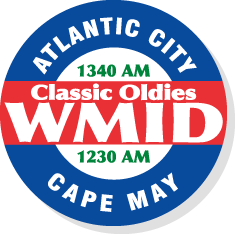 ATLANTIC CITY
1340 AM
Classic Oldies
WMID
1230 AM
CAPE MAY